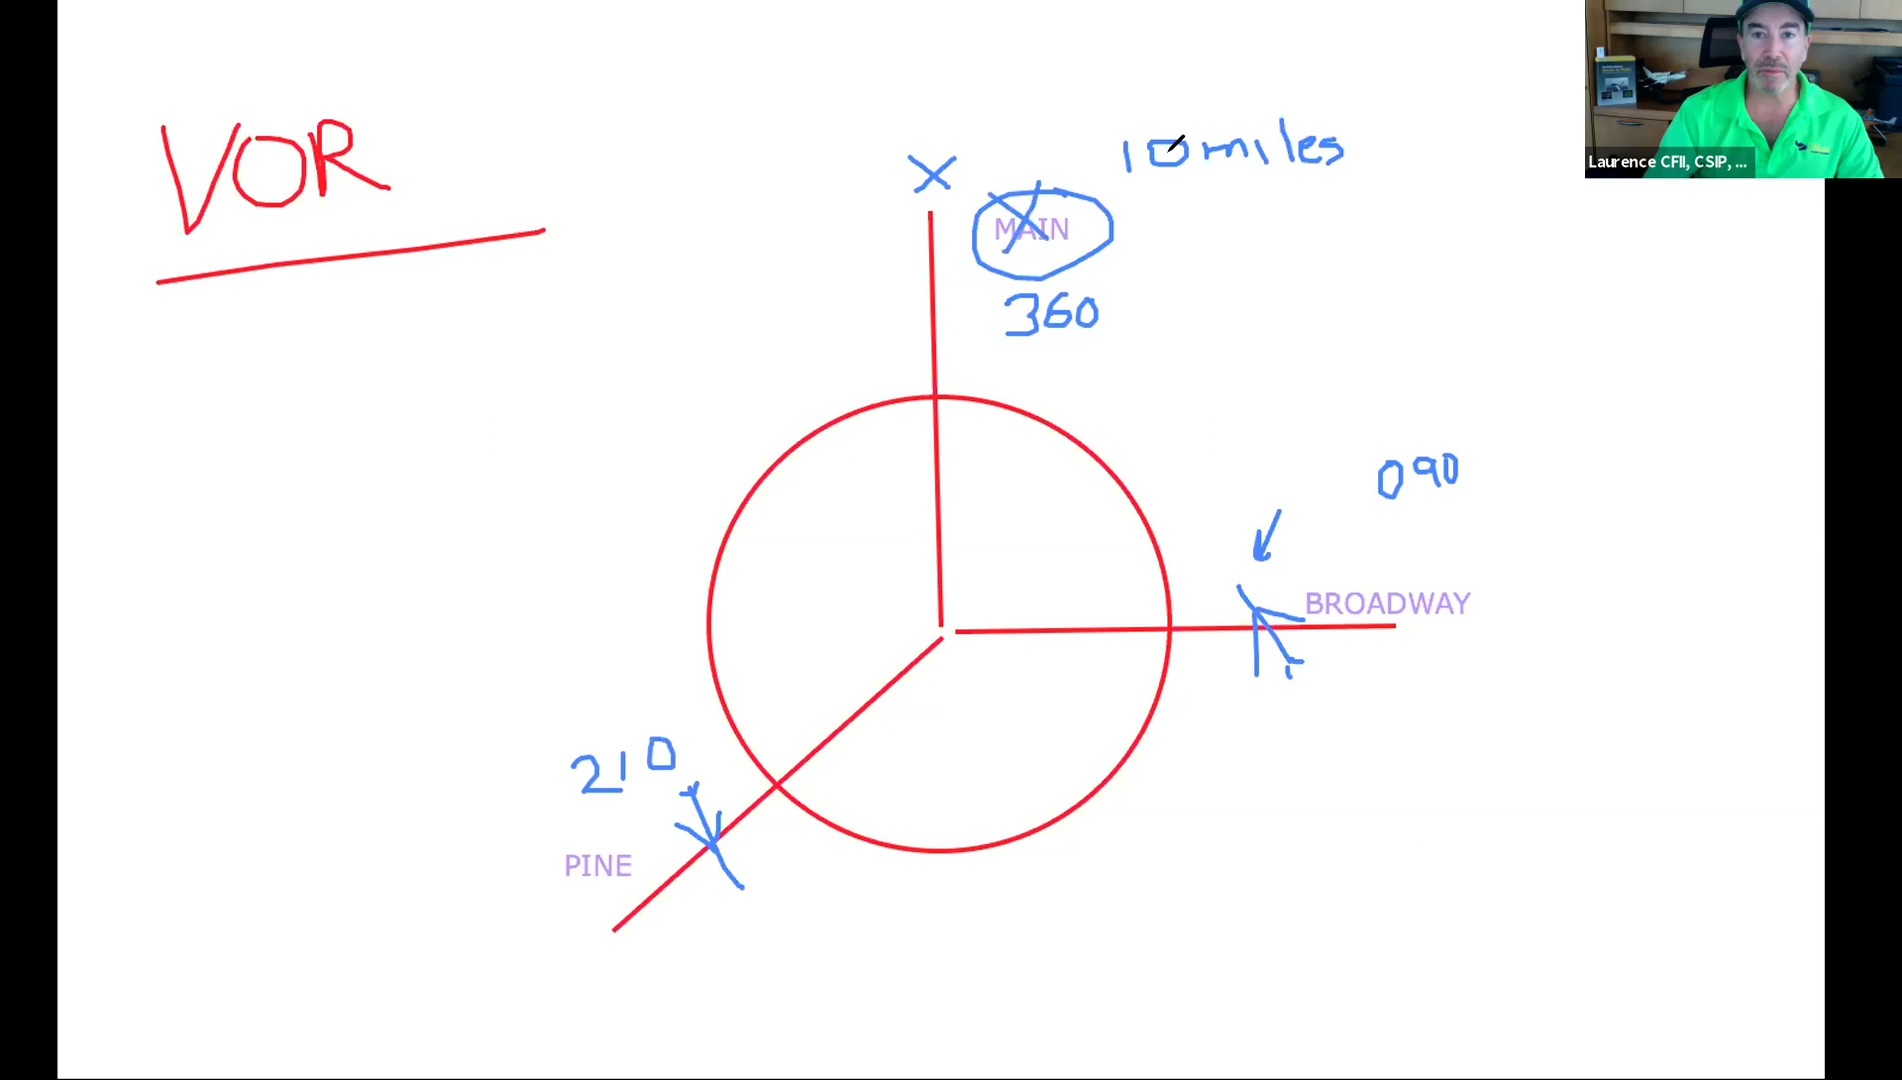 VOR
10 miles
Laurence CFII, CSIP, ...
MAIN
360
090
BROADWAY
210
PINE